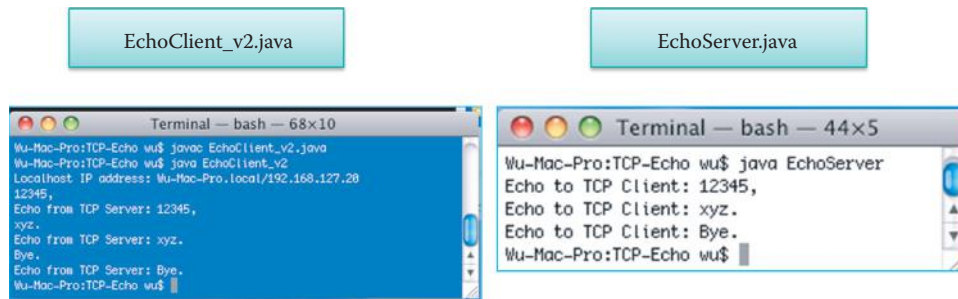 EchoClient_v2.java
EchoServer.java
Terminal — bash — 68×10
Wu-Mac-Pro:TCP-Echo wu$ javac EchoClient_v2.java
Wu-Mac-Pro:TCP-Echo wu$ java EchoClient_v2
Localhost IP address: Wu-Mac-Pro.local/192.168.127.20
12345,
Echo from TCP Server: 12345,
xyz.
Echo from TCP Server: xyz.
Bye.
Echo from TCP Server: Bye.
Wu-Mac-Pro:TCP-Echo wu$
Terminal — bash — 44×5
Wu-Mac-Pro:TCP-Echo wu$ java EchoServer
Echo to TCP Client: 12345,
Echo to TCP Client: xyz.
Echo to TCP Client: Bye.
Wu-Mac-Pro:TCP-Echo wu$